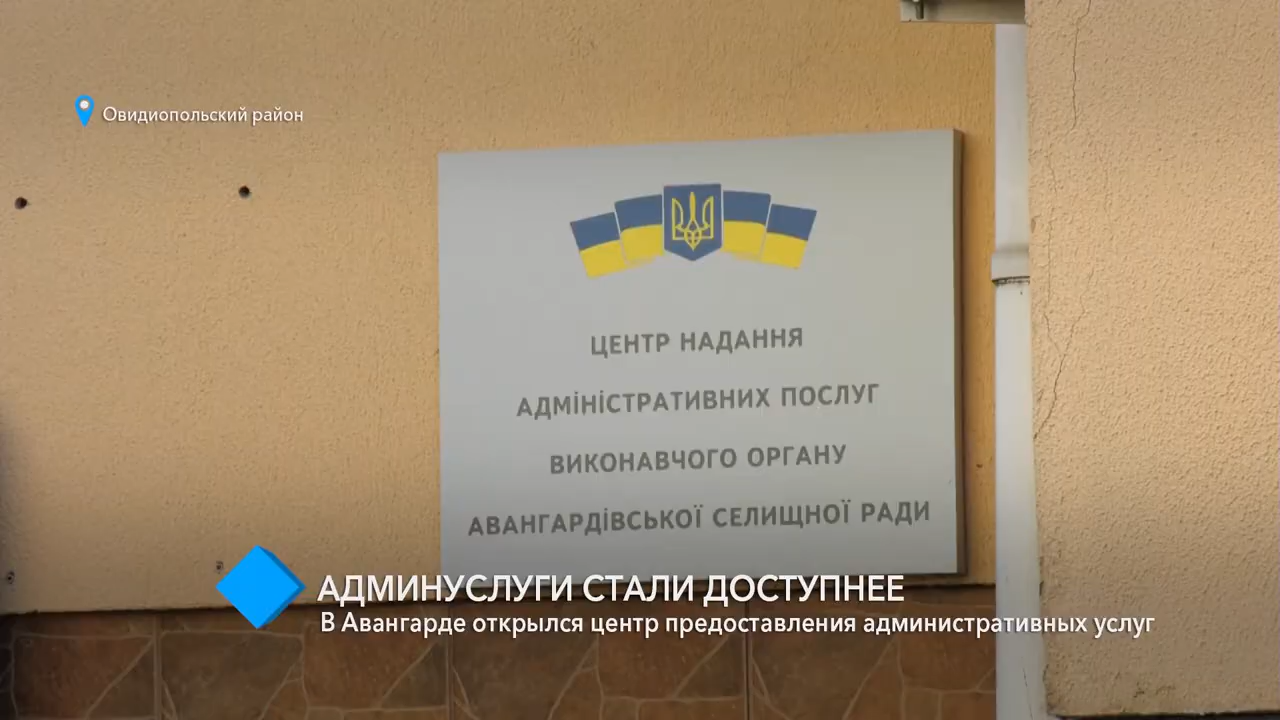 Овидиопольский район
ЦЕНТР НАДАННЯ
АДМІНІСТРАТИВНИХ ПОСЛУГ
ВИКОНАВЧОГО ОРГАНУ
АВАНГАРДІВСЬКОЇ СЕЛИЩНОЇ РАДИ
АДМИНУСЛУГИ СТАЛИ ДОСТУПНЕЕ
В Авангарде открылся центр предоставления административных услуг